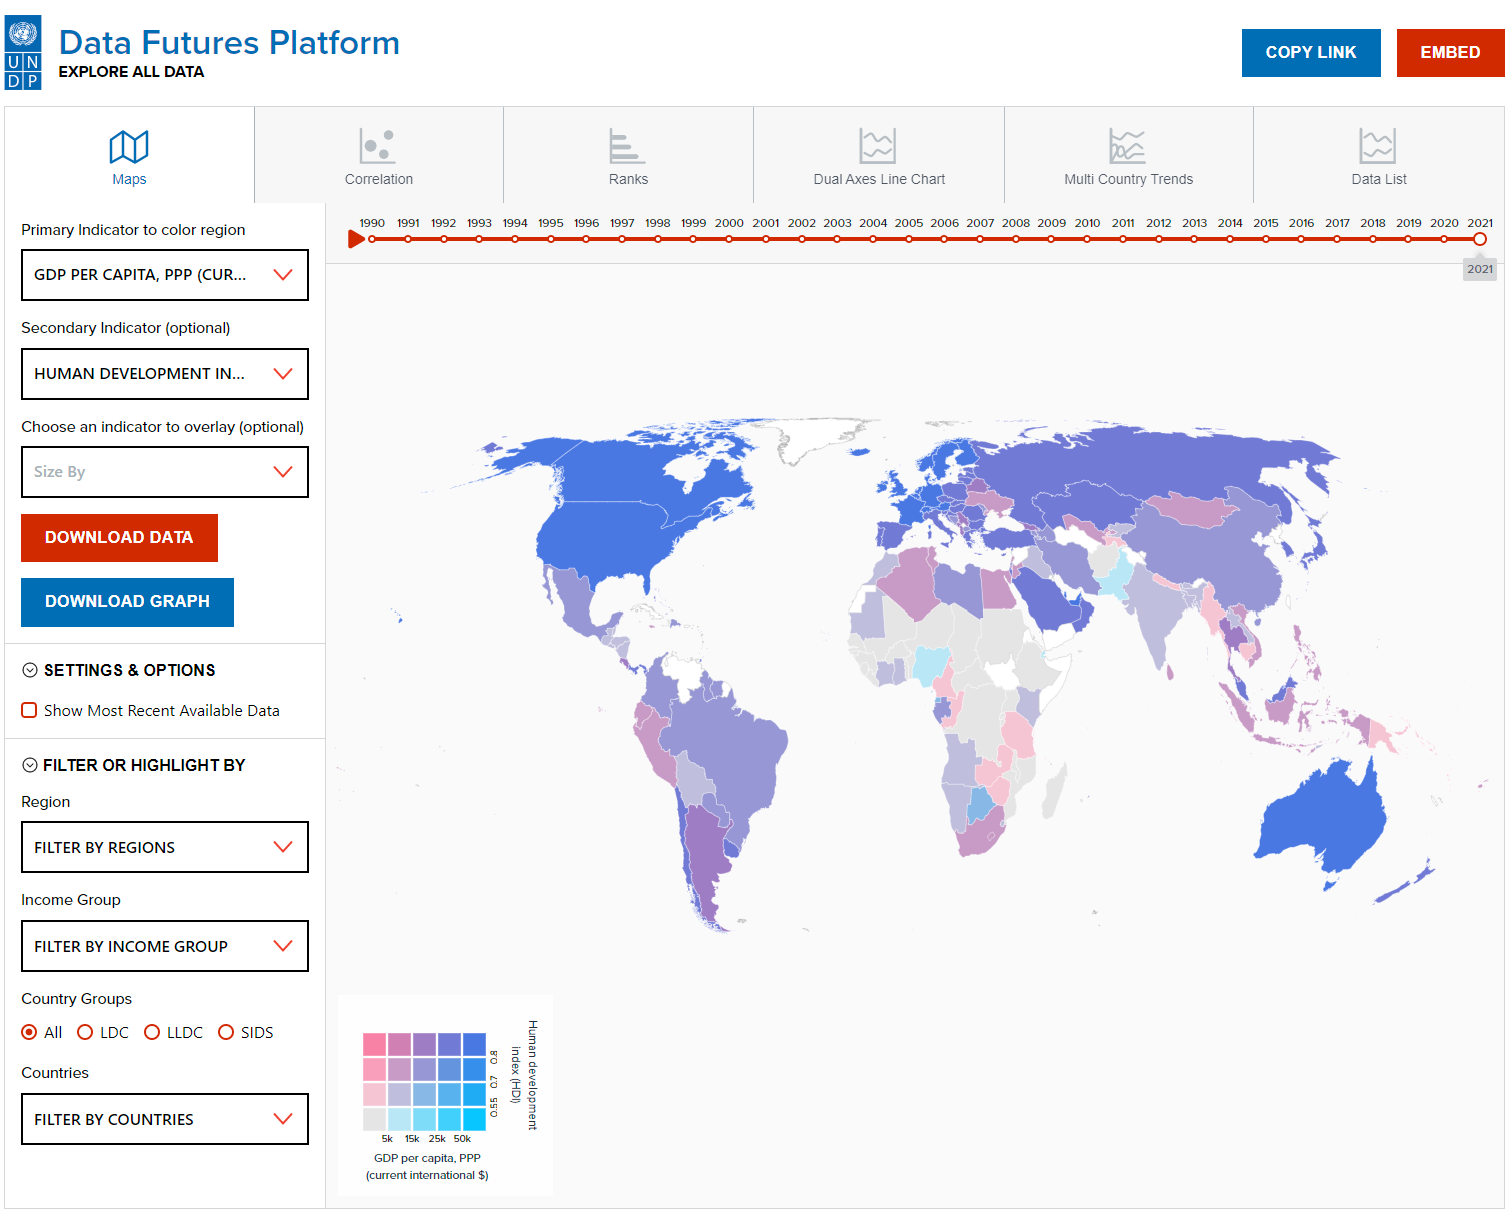 UN
DP
Data Futures Platform
EXPLORE ALL DATA
COPY LINK
EMBED
Maps
Correlation
Ranks
Dual Axes Line Chart
Multi Country Trends
Data List
Primary Indicator to color region
GDP PER CAPITA, PPP (CUR...
Secondary Indicator (optional)
HUMAN DEVELOPMENT IN...
Choose an indicator to overlay (optional)
Size By
DOWNLOAD DATA
DOWNLOAD GRAPH
SETTINGS & OPTIONS
Show Most Recent Available Data
FILTER OR HIGHLIGHT BY
Region
FILTER BY REGIONS
Income Group
FILTER BY INCOME GROUP
Country Groups
All LDC LLDC SIDS
Countries
FILTER BY COUNTRIES
1990 1991 1992 1993 1994 1995 1996 1997 1998 1999 2000 2001 2002 2003 2004 2005 2006 2007 2008 2009 2010 2011 2012 2013 2014 2015 2016 2017 2018 2019 2020 2021
2021
Human development
index (HDI)
0.8
0.7
0.55
5k 15k 25k 50k
GDP per capita, PPP
(current international $)